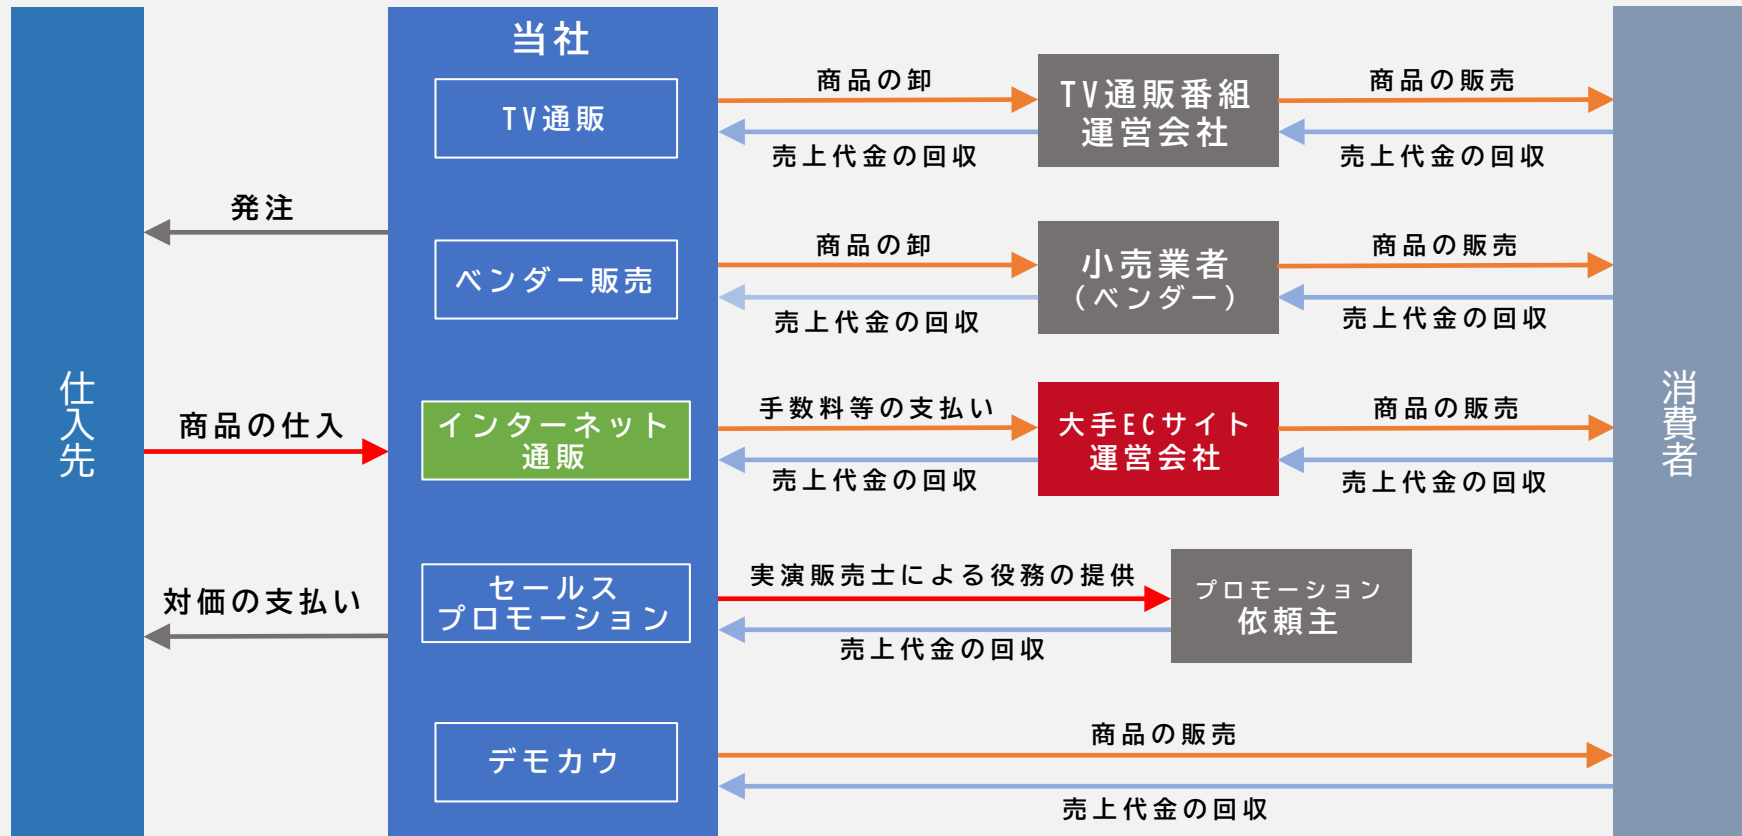 当社
TV通販
商品の卸
TV通販番組
運営会社
商品の販売
売上代金の回収
売上代金の回収
発注
ベンダー販売
商品の卸
小売業者
(ベンダー)
商品の販売
売上代金の回収
売上代金の回収
仕入先
商品の仕入
インターネット
通販
手数料等の支払い
大手ECサイト
運営会社
商品の販売
売上代金の回収
売上代金の回収
消費者
対価の支払い
セールス
プロモーション
実演販売士による役務の提供
プロモーション
依頼主
売上代金の回収
デモカウ
商品の販売
売上代金の回収